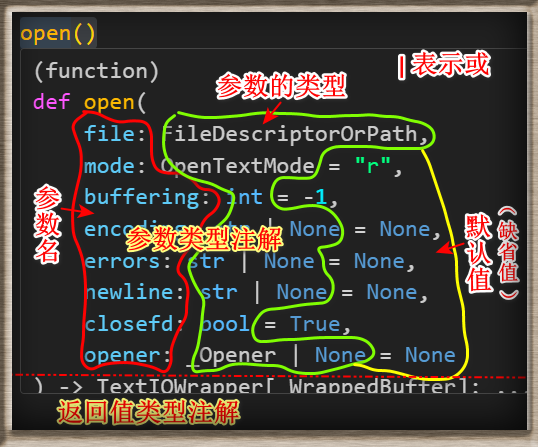 open()
(function)
def open(
file: FileDescriptorOrPath,
mode: OpenTextMode = "r",
buffering: int = -1,
None = None,
errors: str | None = None,
newline: str | None = None,
closefd: bool = True,
opener: _Opener | None = None
) -> TextIOWrapper[_WrappedBuffer]: ...
| 表示或
参数的类型
参数名
参数类型注解
默认值
（缺省值）
返回值类型注解